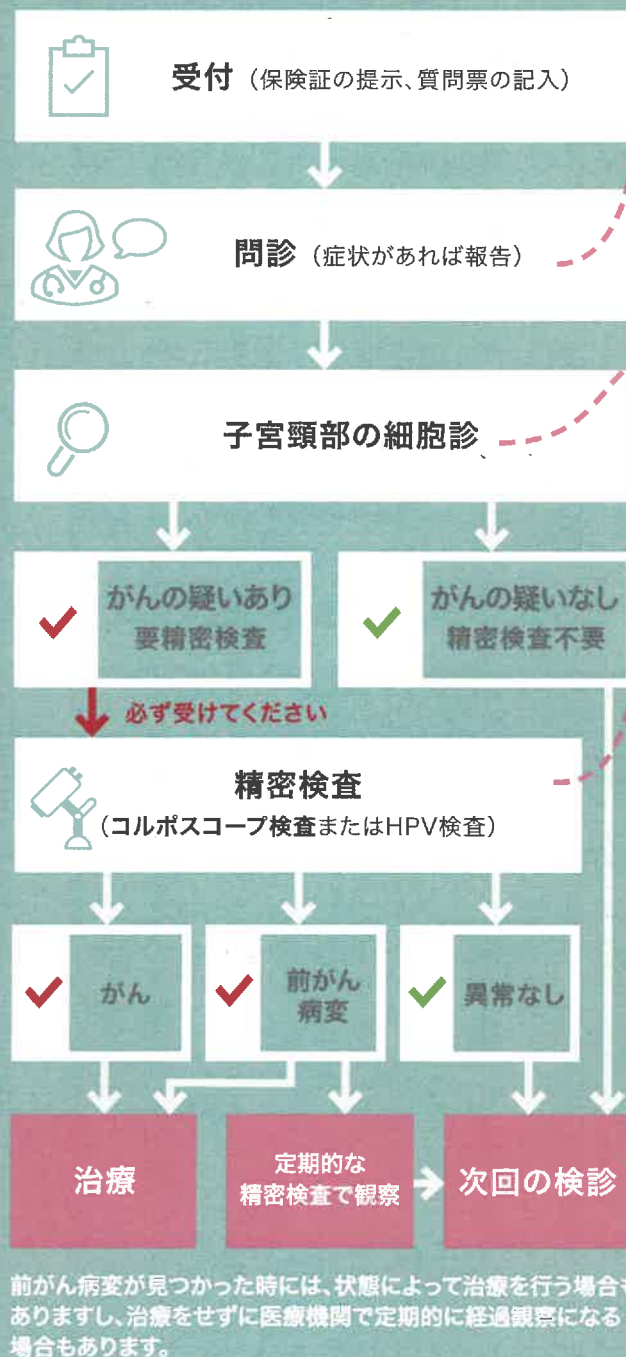 受付（保険証の提示、質問票の記入）
問診（症状があれば報告）
子宮頸部の細胞診
がんの疑いあり
要精密検査
がんの疑いなし
精密検査不要
必ず受けてください
精密検査
（コルポスコープ検査またはHPV検査）
がん
前がん
病変
異常なし
治療
定期的な
精密検査で観察
次回の検診
前がん病変が見つかった時には、状態によって治療を行う場合も
ありますし、治療をせずに医療機関で定期的に経過観察になる
場合もあります。